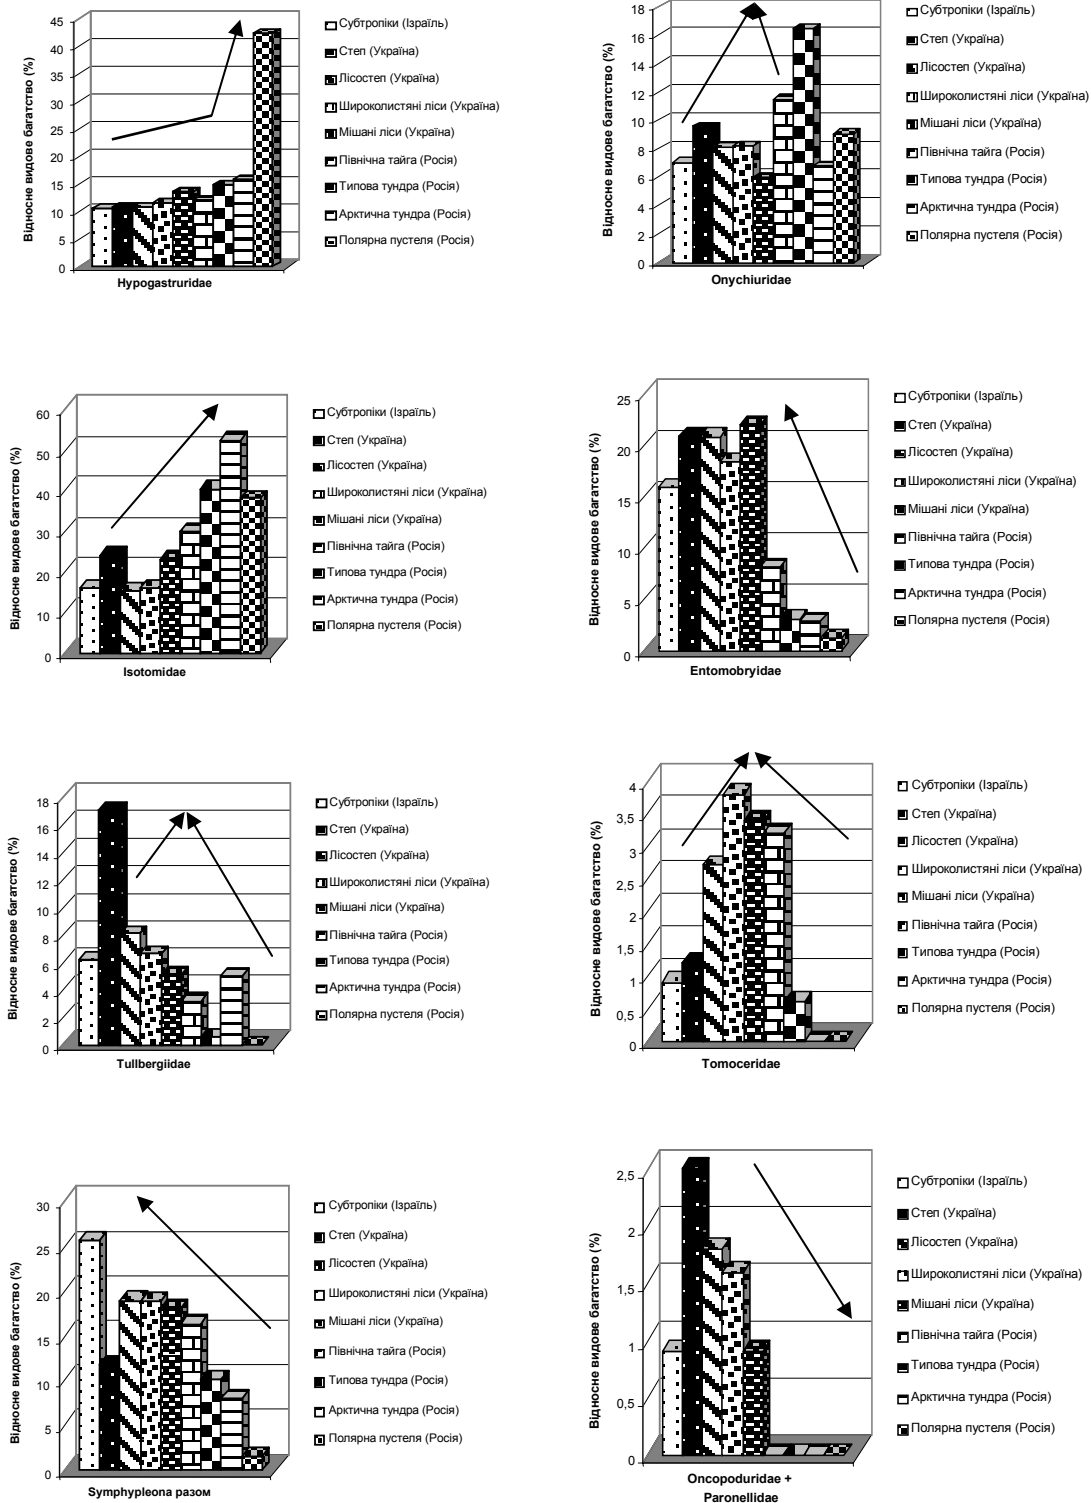 Відносне видове багатство (%)
45
40
35
30
25
20
15
10
5
0
Hypogastruridae
Субтропіки (Ізраїль)
Степ (Україна)
Лісостеп (Україна)
Широколистяні ліси (Україна)
Мішані ліси (Україна)
Північна тайга (Росія)
Типова тундра (Росія)
Арктична тундра (Росія)
Полярна пустеля (Росія)
Відносне видове багатство (%)
18
16
14
12
10
8
6
4
2
0
Onychiuridae
Субтропіки (Ізраїль)
Степ (Україна)
Лісостеп (Україна)
Широколистяні ліси (Україна)
Мішані ліси (Україна)
Північна тайга (Росія)
Типова тундра (Росія)
Арктична тундра (Росія)
Полярна пустеля (Росія)
Відносне видове багатство (%)
60
50
40
30
20
10
0
Isotomidae
Субтропіки (Ізраїль)
Степ (Україна)
Лісостеп (Україна)
Широколистяні ліси (Україна)
Мішані ліси (Україна)
Північна тайга (Росія)
Типова тундра (Росія)
Арктична тундра (Росія)
Полярна пустеля (Росія)
Відносне видове багатство (%)
25
20
15
10
5
0
Entomobryidae
Субтропіки (Ізраїль)
Степ (Україна)
Лісостеп (Україна)
Широколистяні ліси (Україна)
Мішані ліси (Україна)
Північна тайга (Росія)
Типова тундра (Росія)
Арктична тундра (Росія)
Полярна пустеля (Росія)
Відносне видове багатство (%)
18
16
14
12
10
8
6
4
2
0
Tullbergiidae
Субтропіки (Ізраїль)
Степ (Україна)
Лісостеп (Україна)
Широколистяні ліси (Україна)
Мішані ліси (Україна)
Північна тайга (Росія)
Типова тундра (Росія)
Арктична тундра (Росія)
Полярна пустеля (Росія)
Відносне видове багатство (%)
4
3,5
3
2,5
2
1,5
1
0,5
0
Tomoceridae
Субтропіки (Ізраїль)
Степ (Україна)
Лісостеп (Україна)
Широколистяні ліси (Україна)
Мішані ліси (Україна)
Північна тайга (Росія)
Типова тундра (Росія)
Арктична тундра (Росія)
Полярна пустеля (Росія)
Відносне видове багатство (%)
30
25
20
15
10
5
0
Symphypleona разом
Субтропіки (Ізраїль)
Степ (Україна)
Лісостеп (Україна)
Широколистяні ліси (Україна)
Мішані ліси (Україна)
Північна тайга (Росія)
Типова тундра (Росія)
Арктична тундра (Росія)
Полярна пустеля (Росія)
Відносне видове багатство (%)
2,5
2
1,5
1
0,5
0
Oncopoduridae +
Paronellidae
Субтропіки (Ізраїль)
Степ (Україна)
Лісостеп (Україна)
Широколистяні ліси (Україна)
Мішані ліси (Україна)
Північна тайга (Росія)
Типова тундра (Росія)
Арктична тундра (Росія)
Полярна пустеля (Росія)